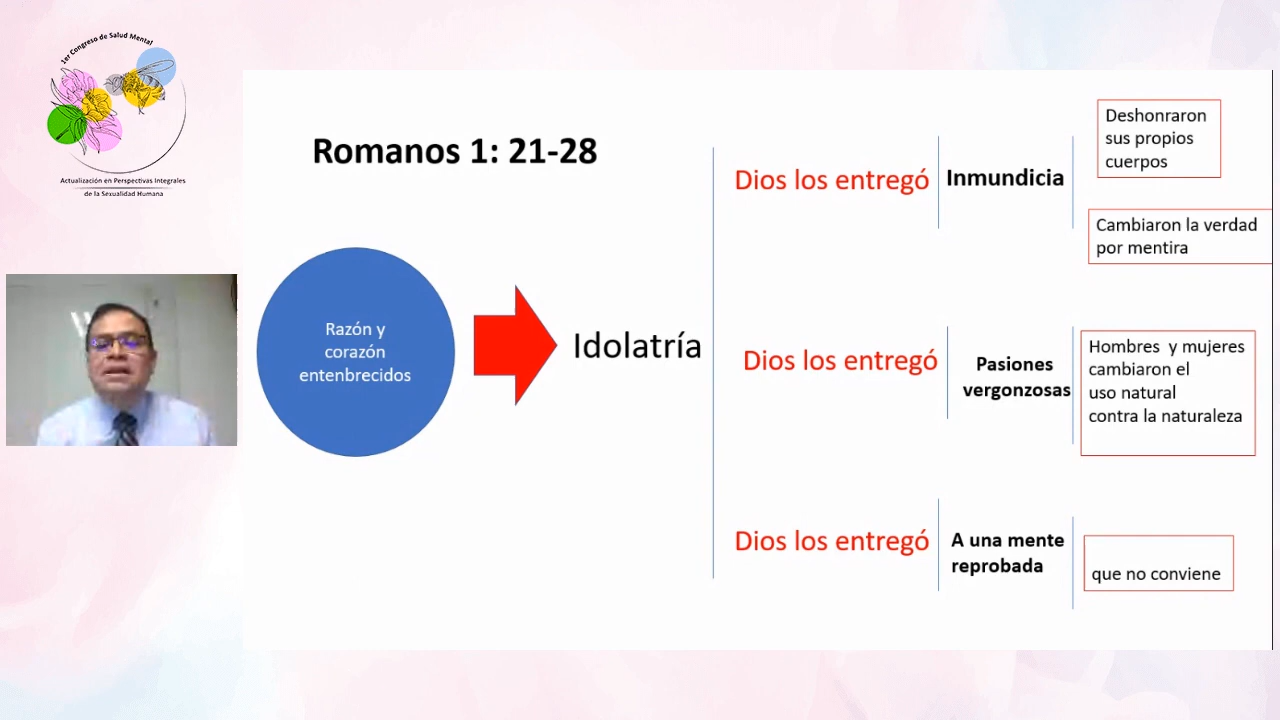 1er Congreso de Salud Mental
Actualización en Perspectivas Integrales
de la Sexualidad Humana
Romanos 1: 21-28
Razón y
corazón
entenbrecidos
Idolatría
Dios los entregó
Inmundicia
Deshonraron
sus propios
cuerpos
Cambiaron la verdad
por mentira
Dios los entregó
Pasiones
vergonzosas
Hombres y mujeres
cambiaron el
uso natural
contra la naturaleza
Dios los entregó
A una mente
reprobada
que no conviene